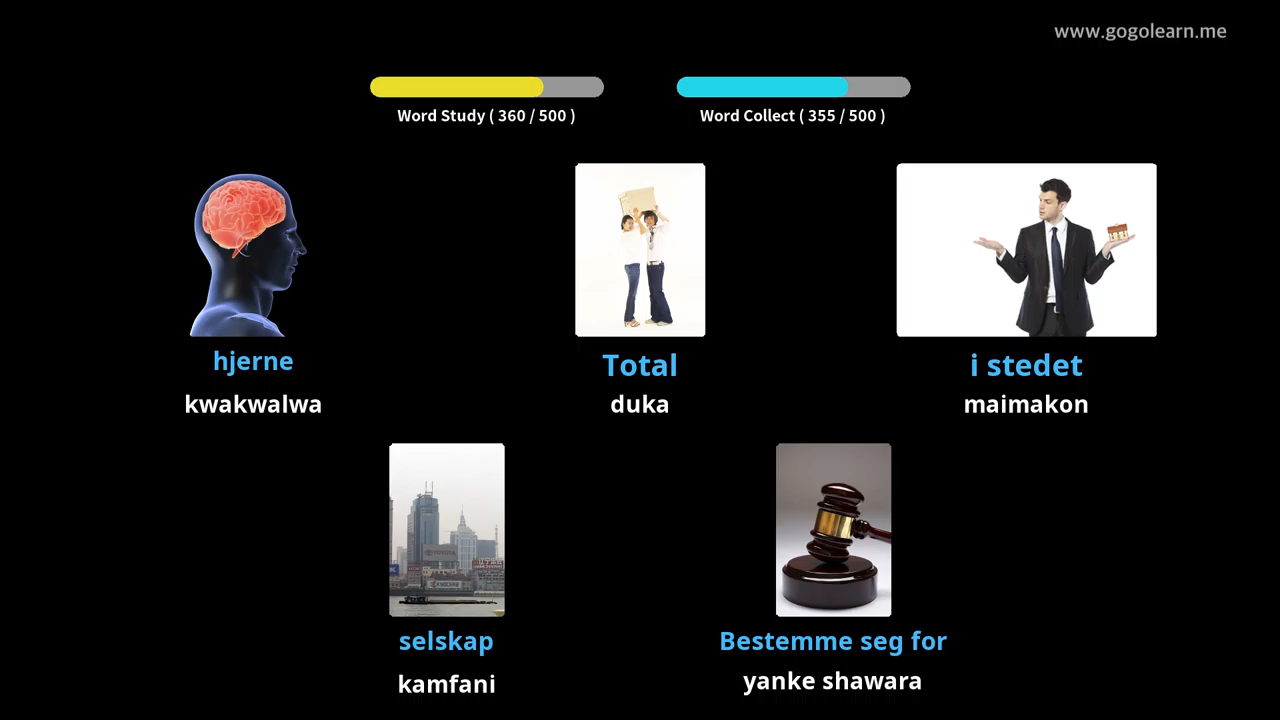 www.gogolearn.me
Word Study ( 360 / 500 )
Word Collect ( 355 / 500 )
hjerne
kwakwalwa
Total
duka
i stedet
maimakon
selskap
kamfani
Bestemme seg for
yanke shawara